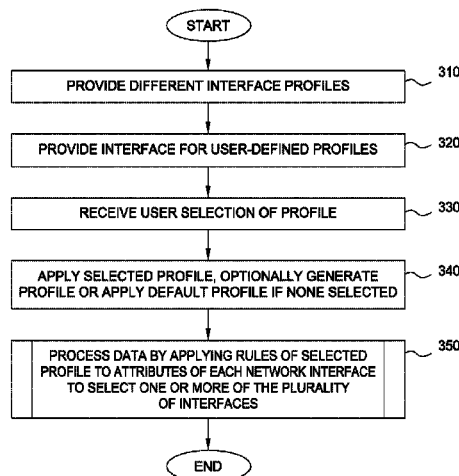 START
PROVIDE DIFFERENT INTERFACE PROFILES
310
PROVIDE INTERFACE FOR USER-DEFINED PROFILES
320
RECEIVE USER SELECTION OF PROFILE
330
APPLY SELECTED PROFILE, OPTIONALLY GENERATE
PROFILE OR APPLY DEFAULT PROFILE IF NONE SELECTED
340
PROCESS DATA BY APPLYING RULES OF SELECTED
PROFILE TO ATTRIBUTES OF EACH NETWORK INTERFACE
TO SELECT ONE OR MORE OF THE PLURALITY
OF INTERFACES
350
END